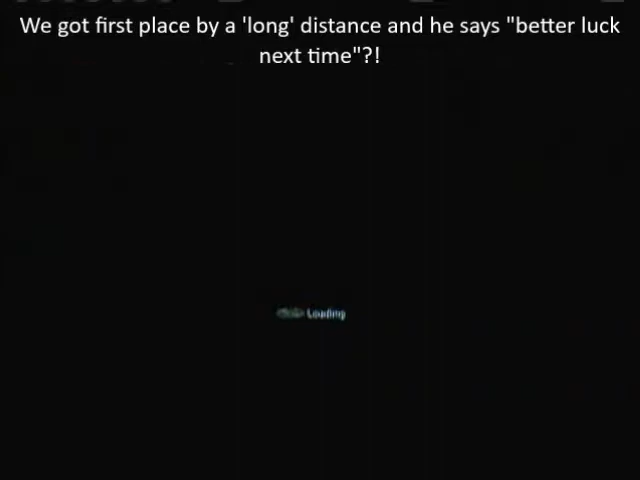 We got first place by a 'long' distance and he says "better luck
next time"?!
Loading